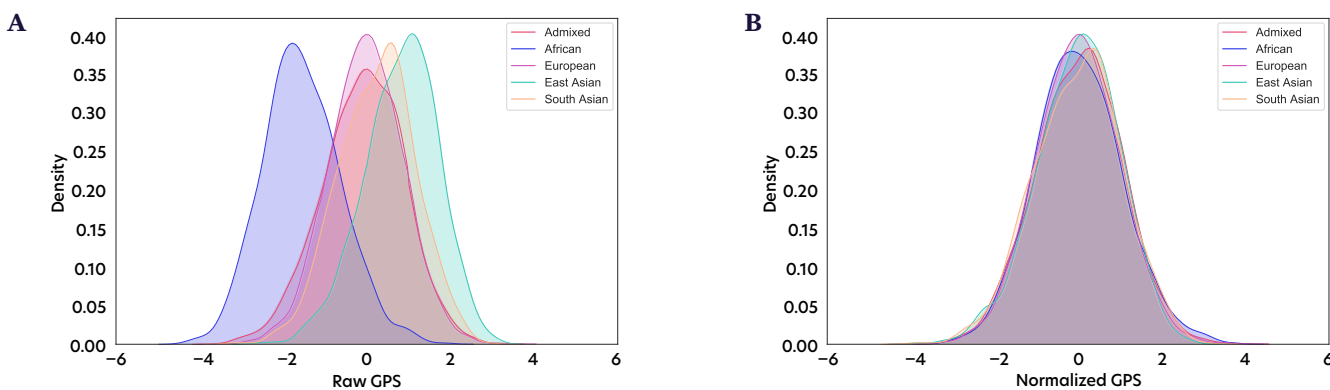 A
Density
0.40
0.35
0.30
0.25
0.20
0.15
0.10
0.05
0.00
−6
−4
−2
0
2
4
6
Raw GPS
Admixed
African
European
East Asian
South Asian
B
Density
0.40
0.35
0.30
0.25
0.20
0.15
0.10
0.05
0.00
−6
−4
−2
0
2
4
6
Normalized GPS
Admixed
African
European
East Asian
South Asian